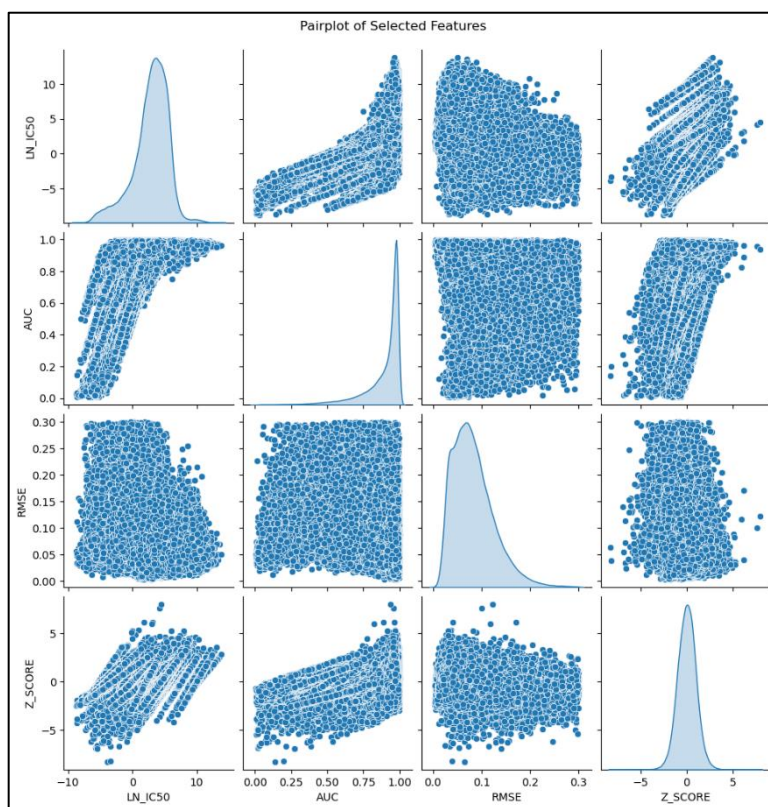 Pairplot of Selected Features
LN_IC50
10
5
0
−5
AUC
1.0
0.8
0.6
0.4
0.2
0.0
RMSE
0.30
0.25
0.20
0.15
0.10
0.05
0.00
Z_SCORE
5
0
−5
−10 0 10 0.00 0.25 0.50 0.75 1.00 0.0 0.1 0.2 0.3 −5 0 5
LN_IC50 AUC RMSE Z_SCORE